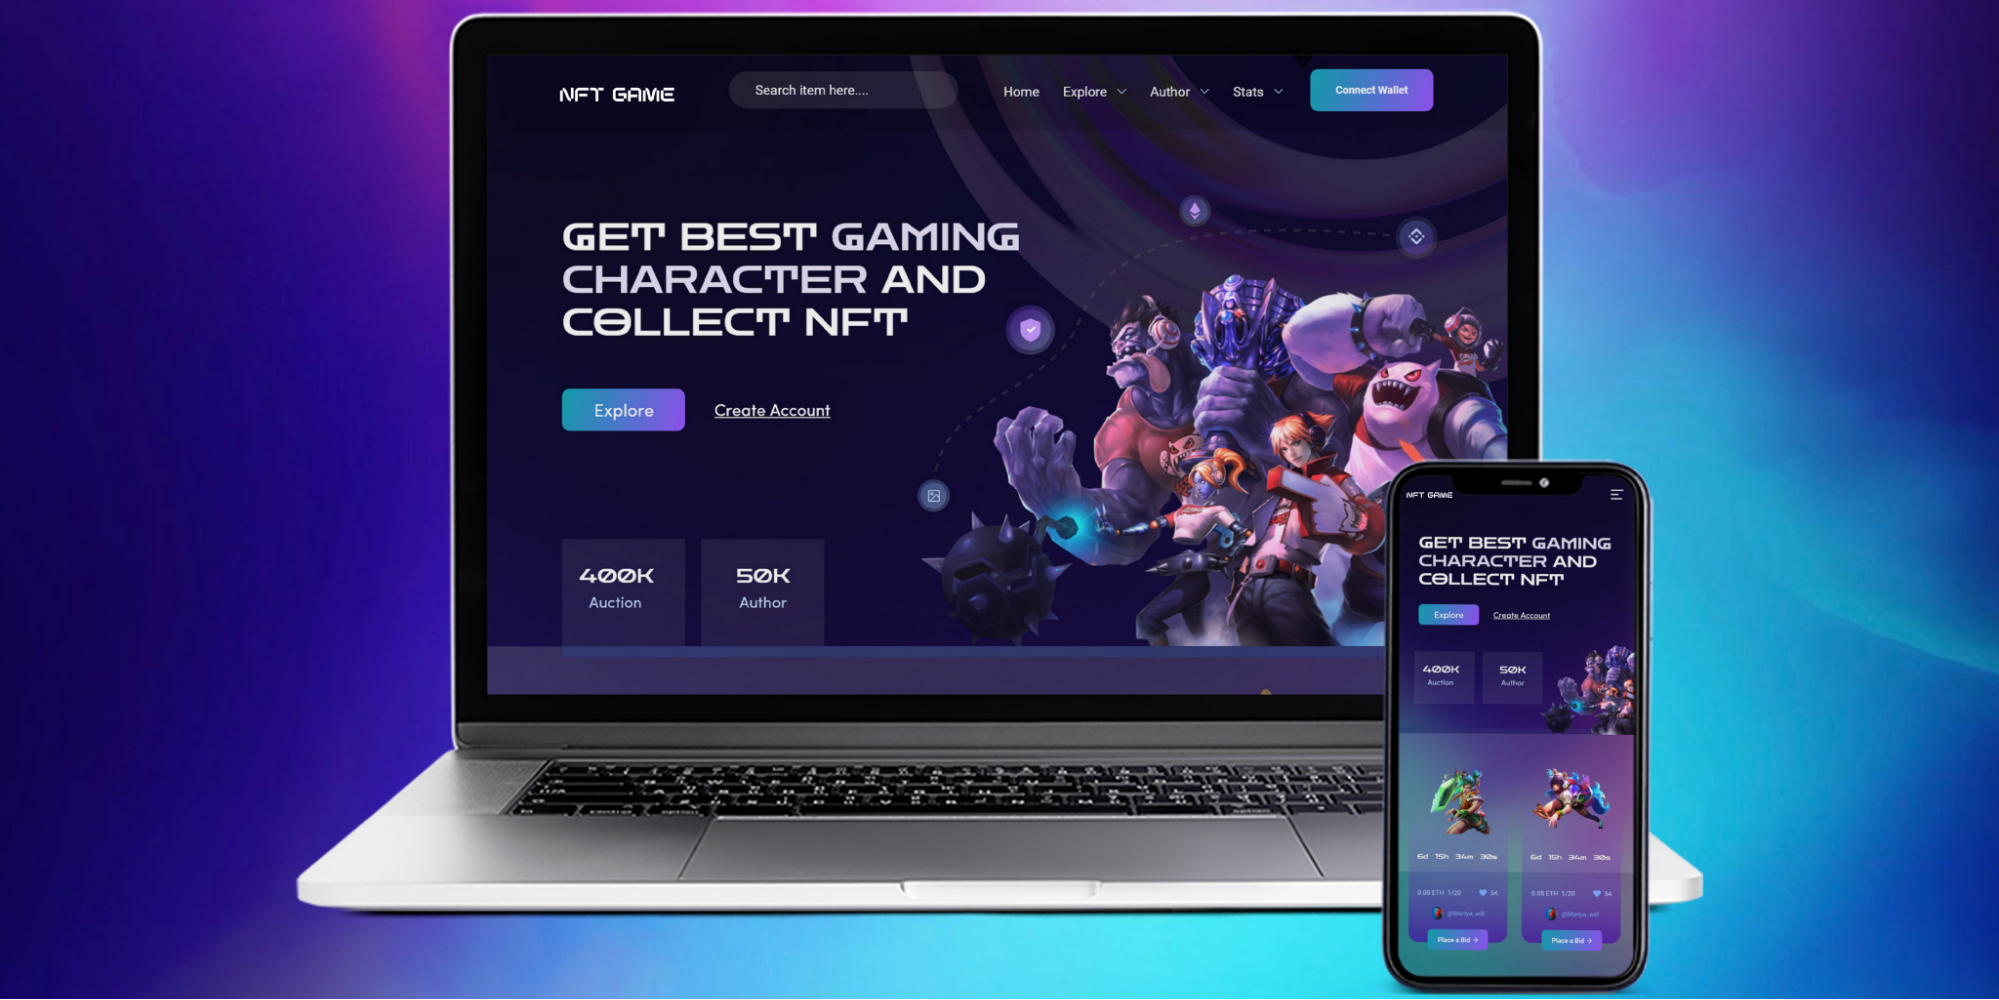 NFT GAME
Search item here....
Home
Explore
Author
Stats
Connect Wallet
GET BEST GAMING
CHARACTER AND
COLLECT NFT
Explore
Create Account
400K
Auction
50K
Author
NFT GAME
GET BEST GAMING
CHARACTER AND
COLLECT NFT
Explore
Create Account
400K
Auction
50K
Author
6d 15h 34m 30s
6d 15h 34m 30s
0.08 ETH 1/20
54
0.08 ETH 1/20
54
Place a Bid →
Place a Bid →